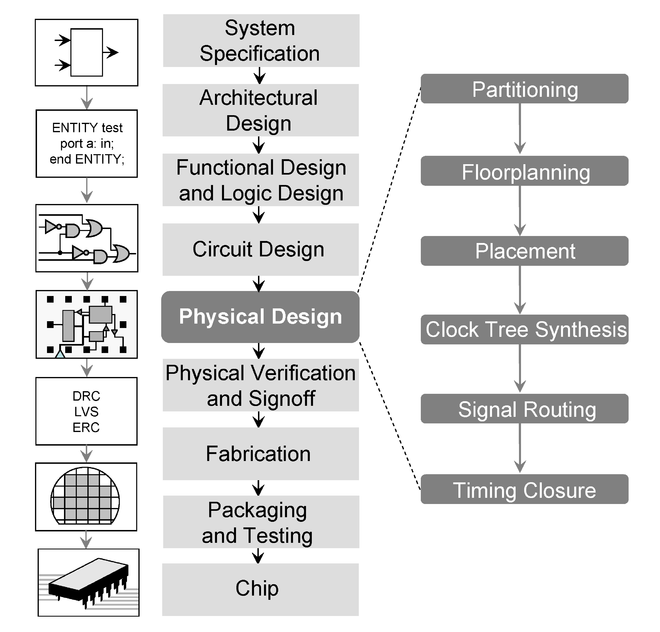 ENTITY test
port a: in;
end ENTITY;
DRC
LVS
ERC
System
Specification
Architectural
Design
Functional Design
and Logic Design
Circuit Design
Physical Design
Physical Verification
and Signoff
Fabrication
Packaging
and Testing
Chip
Partitioning
Floorplanning
Placement
Clock Tree Synthesis
Signal Routing
Timing Closure